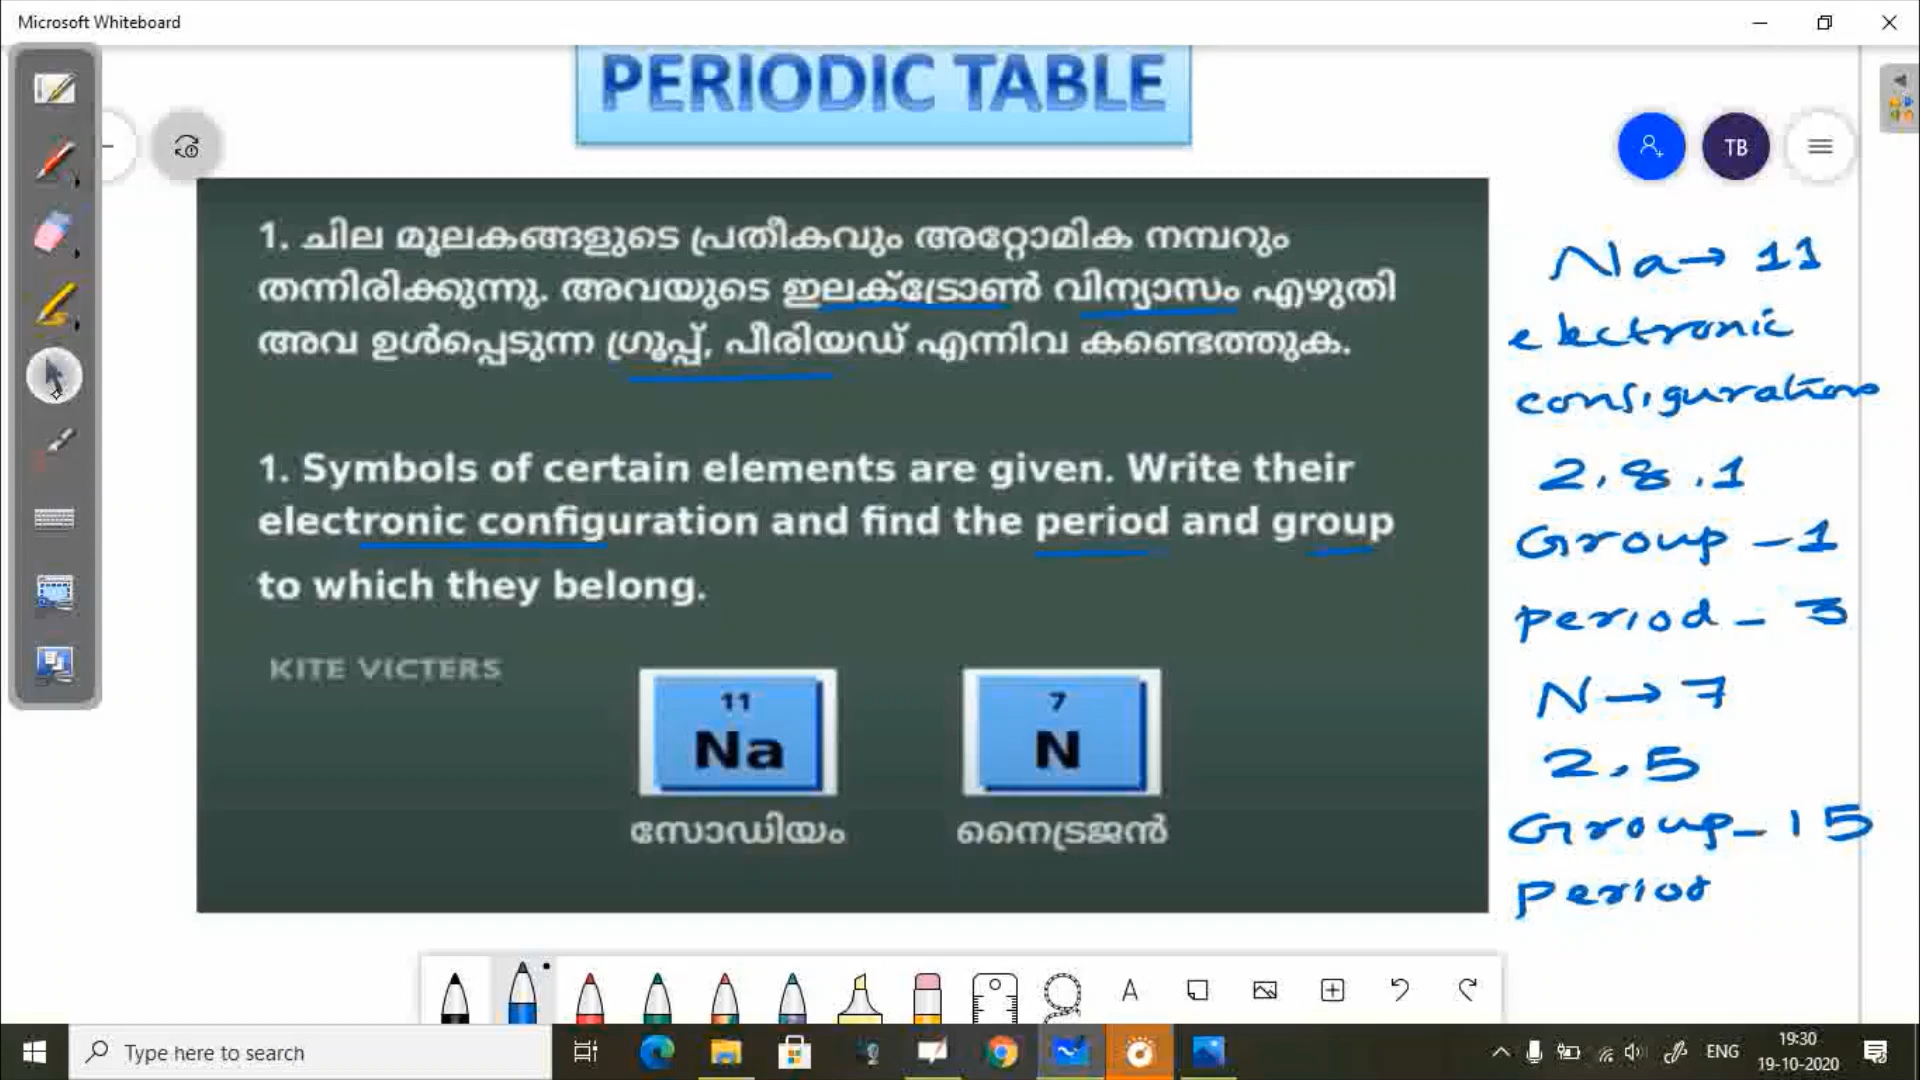 Microsoft Whiteboard
PERIODIC TABLE
TB
1. ചില മൂലകങ്ങളുടെ പ്രതീകവും അറ്റോമിക നമ്പറും
തന്നിരിക്കുന്നു. അവയുടെ ഇലക്ട്രോൺ വിന്യാസം എഴുതി
അവ ഉൾപ്പെടുന്ന ഗ്രൂപ്പ്, പീരിയഡ് എന്നിവ കണ്ടെത്തുക.
1. Symbols of certain elements are given. Write their
electronic configuration and find the period and group
to which they belong.
KITE VICTERS
11
Na
സോഡിയം
7
N
നൈട്രജൻ
Na→ 11
electronic
configuration
2,8,1
Group -1
period - 3
N → 7
2,5
Group - 15
period
Type here to search
ENG
19:30
19-10-2020